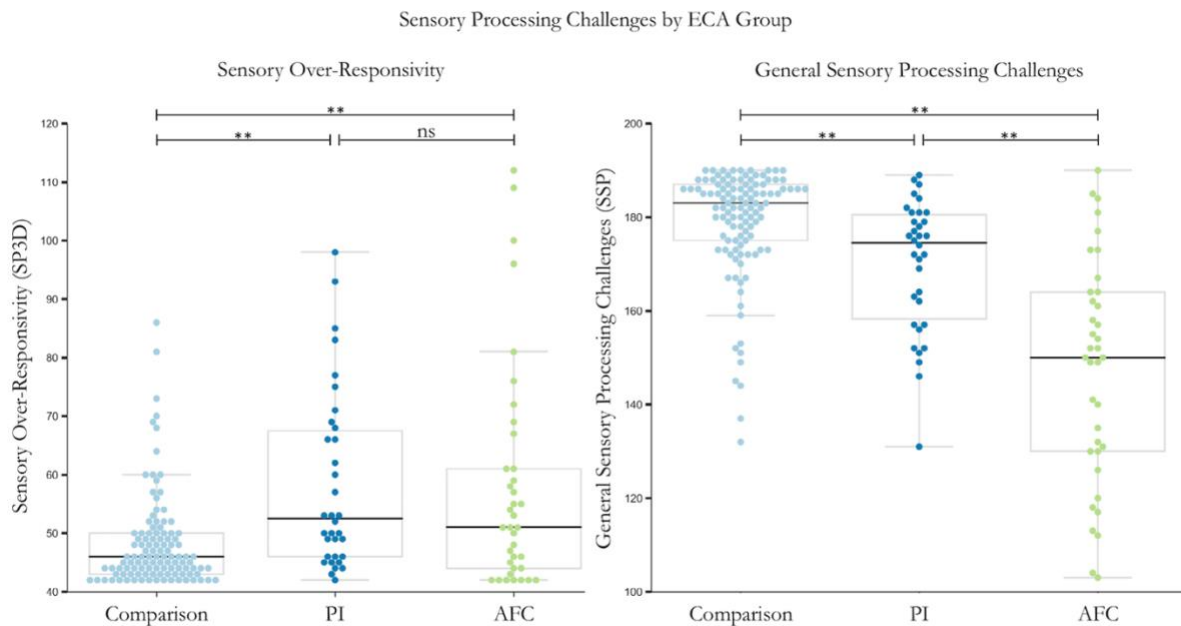 Sensory Processing Challenges by ECA Group
Sensory Over-Responsivity
**
**
ns
120
110
100
90
80
70
60
50
40
Sensory Over-Responsivity (SP3D)
Comparison
PI
AFC
General Sensory Processing Challenges
**
**
**
200
180
160
140
120
100
General Sensory Processing Challenges (SSP)
Comparison
PI
AFC